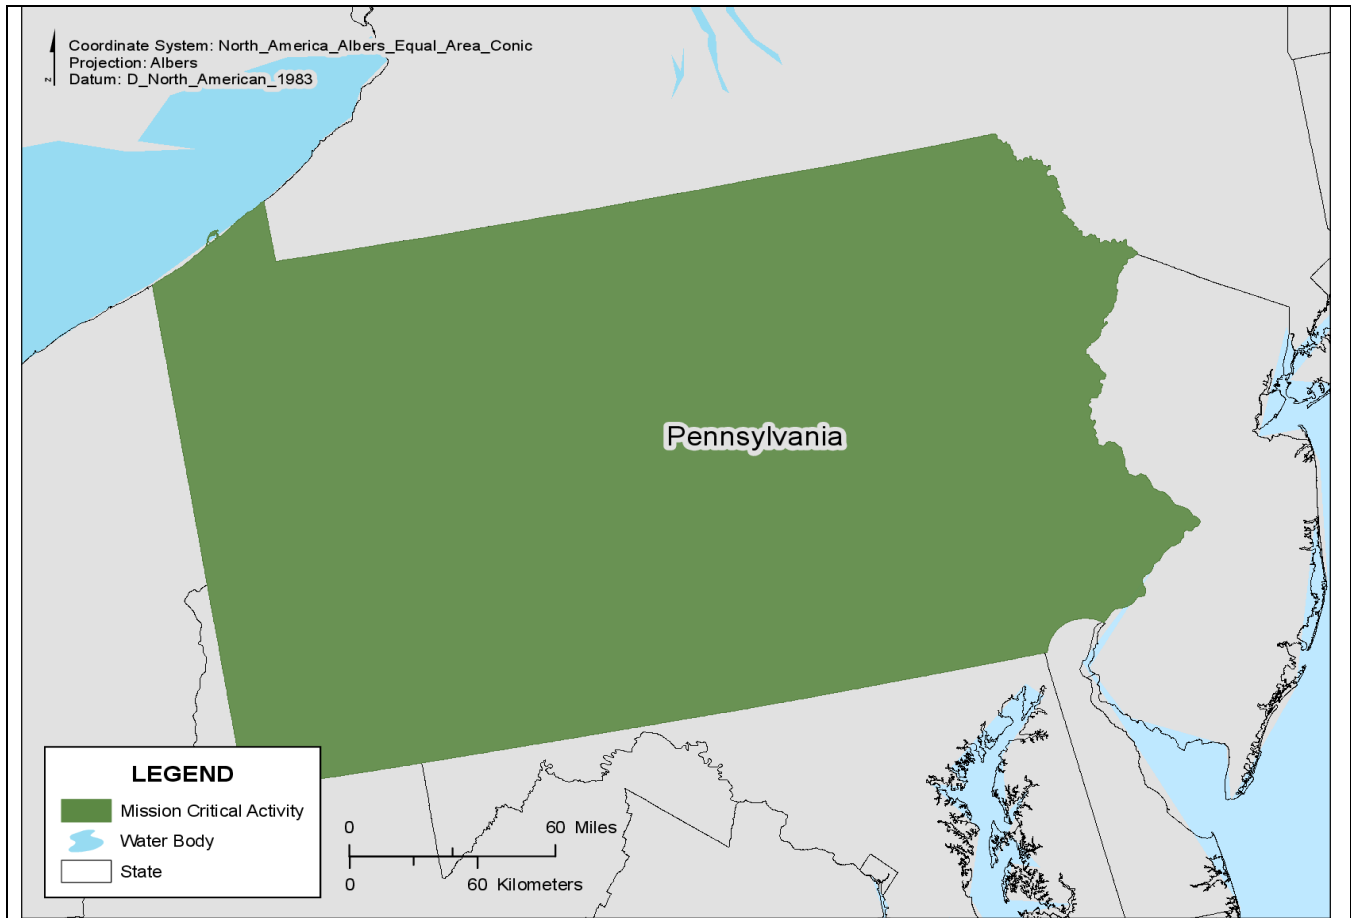 Coordinate System: North_America_Albers_Equal_Area_Conic
Projection: Albers
Datum: D_North_American_1983
z
Pennsylvania
LEGEND
Mission Critical Activity
Water Body
State
0 60 Miles
0 60 Kilometers